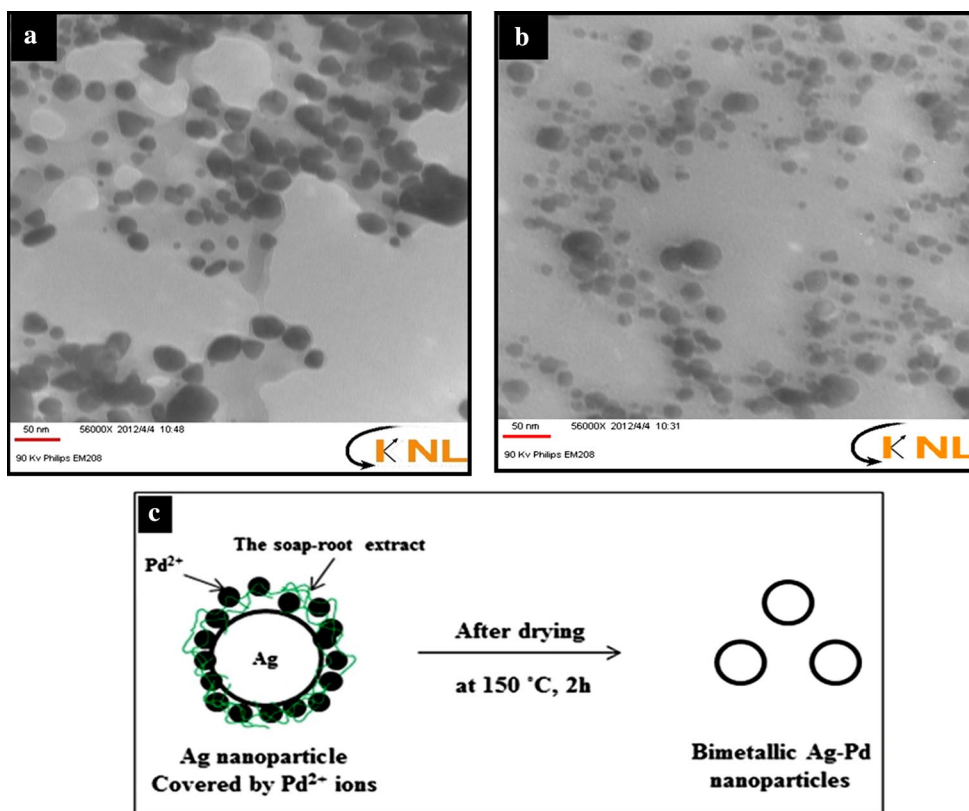 a
50 nm 56000X 2012/4/4 10:48
90 Kv Philips EM208
KNL
b
50 nm 56000X 2012/4/4 10:31
90 Kv Philips EM208
KNL
c
The soap-root extract
Pd²⁺
Ag
After drying
at 150 ˚C, 2h
Ag nanoparticle
Covered by Pd²⁺ ions
Bimetallic Ag-Pd
nanoparticles